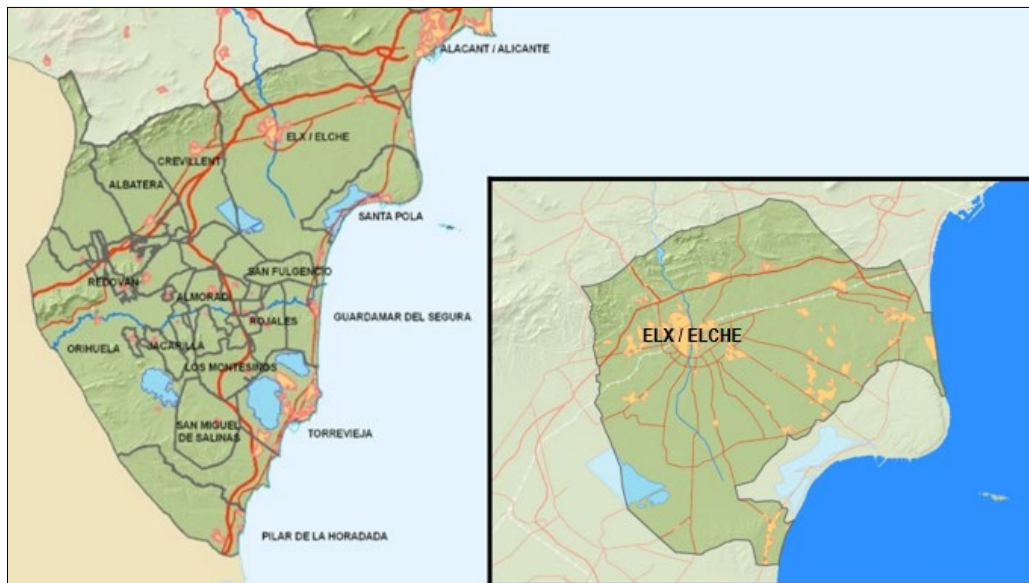 ALACANT / ALICANTE
ELX / ELCHE
CREVILLENT
ALBATERA
SANTA POLA
SAN FULGENCIO
REDOVAN
ALMORADI
GUARDAMAR DEL SEGURA
ROJALES
ORIHUELA
JACARILLA
LOS MONTESINOS
SAN MIGUEL
DE SALINAS
TORREVIEJA
PILAR DE LA HORADADA
ELX / ELCHE